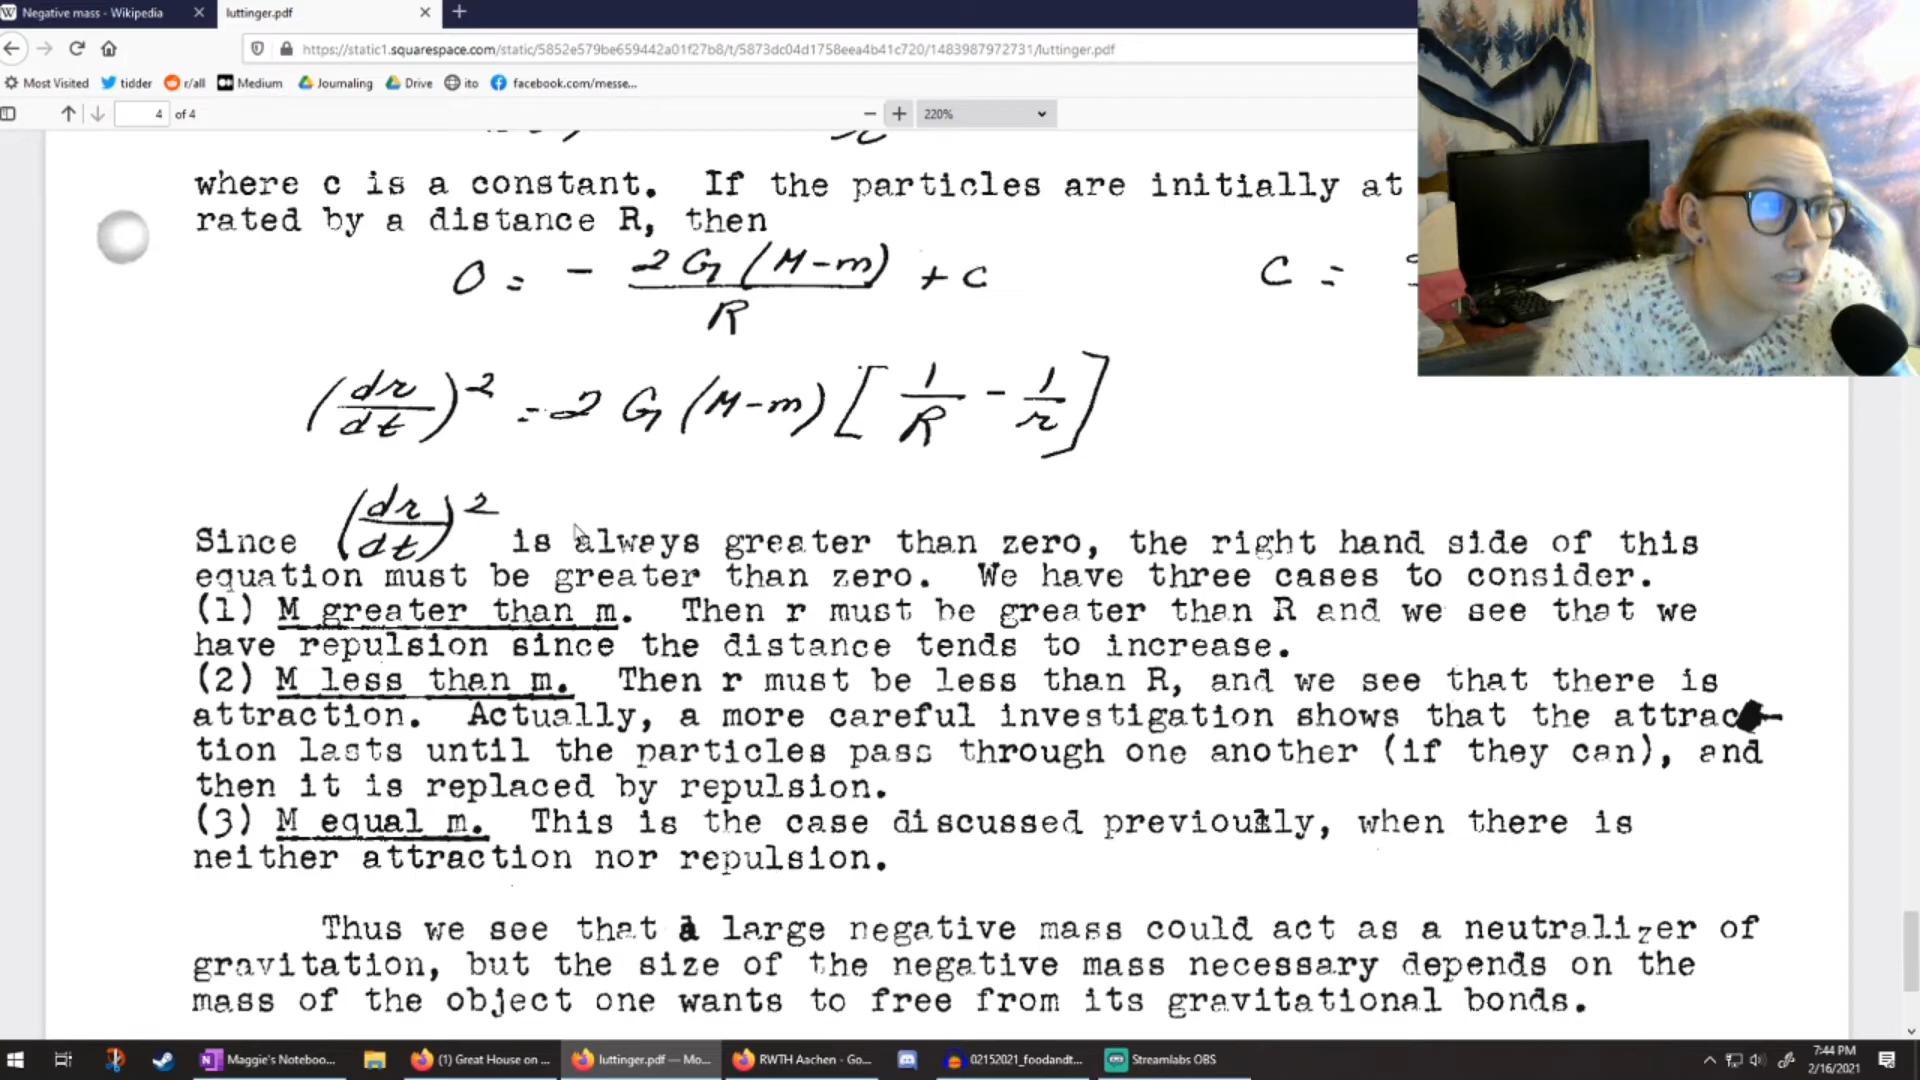 Negative mass - Wikipedia
luttinger.pdf
https://static1.squarespace.com/static/5852e579be659442a01f27b8/t/5873dc04d1758eea4b41c720/1483987972731/luttinger.pdf
Most Visited tidder r/all Medium Journaling Drive ito facebook.com/messe...
4 of 4
220%
where c is a constant. If the particles are initially at
rated by a distance R, then
0 = - 2G(M-m)/R + c
C =
(dr/dt)^2 = 2G(M-m)[1/R - 1/r]
Since (dr/dt)^2 is always greater than zero, the right hand side of this
equation must be greater than zero. We have three cases to consider.
(1) M greater than m. Then r must be greater than R and we see that we
have repulsion since the distance tends to increase.
(2) M less than m. Then r must be less than R, and we see that there is
attraction. Actually, a more careful investigation shows that the attrac
tion lasts until the particles pass through one another (if they can), and
then it is replaced by repulsion.
(3) M equal m. This is the case discussed previously, when there is
neither attraction nor repulsion.
Thus we see that a large negative mass could act as a neutralizer of
gravitation, but the size of the negative mass necessary depends on the
mass of the object one wants to free from its gravitational bonds.
Maggie's Noteboo...
(1) Great House on ...
luttinger.pdf — Mo...
RWTH Aachen - Go...
02152021_foodandt...
Streamlabs OBS
7:44 PM
2/16/2021